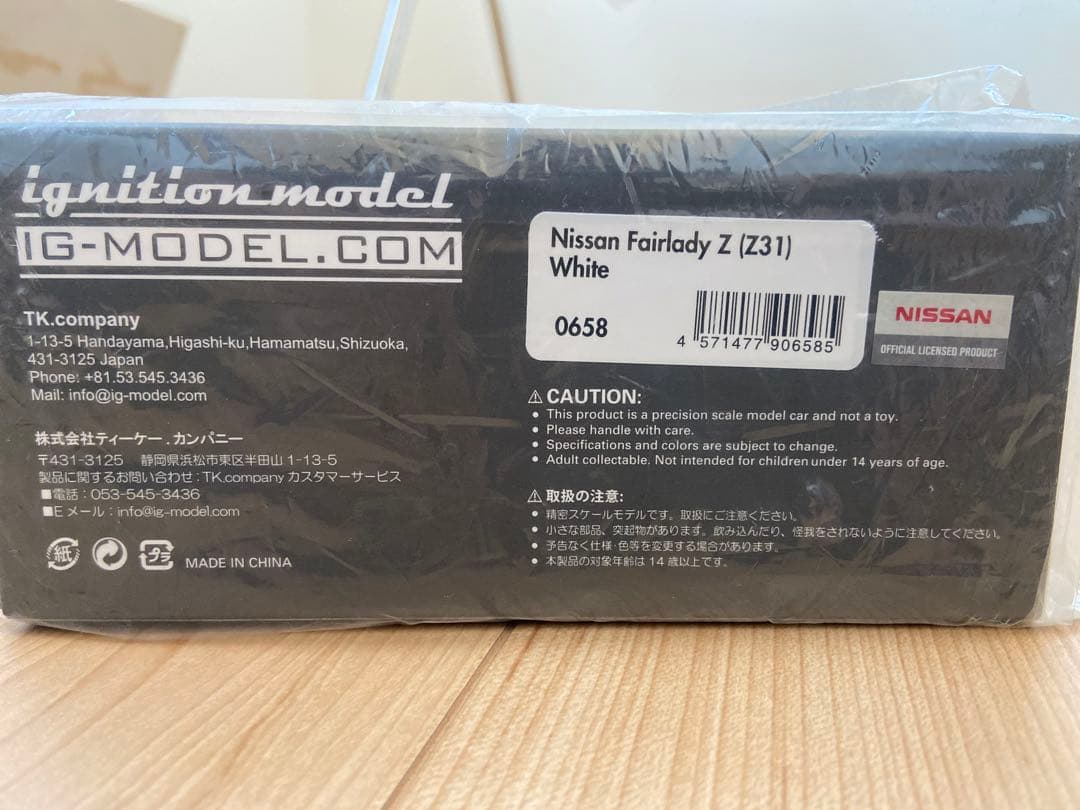 ignition model
IG-MODEL.COM
TK.company
1-13-5 Handayama,Higashi-ku,Hamamatsu,Shizuoka,
431-3125 Japan
Phone: +81.53.545.3436
Mail: info@ig-model.com
株式会社ティーケー.カンパニー
〒431-3125 静岡県浜松市東区半田山1-13-5
製品に関するお問い合わせ:TK.company カスタマーサービス
■電話:053-545-3436
■Eメール:info@ig-model.com
紙 プラ MADE IN CHINA
Nissan Fairlady Z (Z31)
White
0658
4 571477 906585
NISSAN
OFFICIAL LICENSED PRODUCT
⚠ CAUTION:
• This product is a precision scale model car and not a toy.
• Please handle with care.
• Specifications and colors are subject to change.
• Adult collectable. Not intended for children under 14 years of age.
⚠ 取扱の注意:
• 精密スケールモデルです。取扱にご注意ください。
• 小さな部品、突起物があります。飲み込んだり、怪我をされないように注意してください。
• 予告なく仕様・色等を変更する場合があります。
• 本製品の対象年齢は14歳以上です。